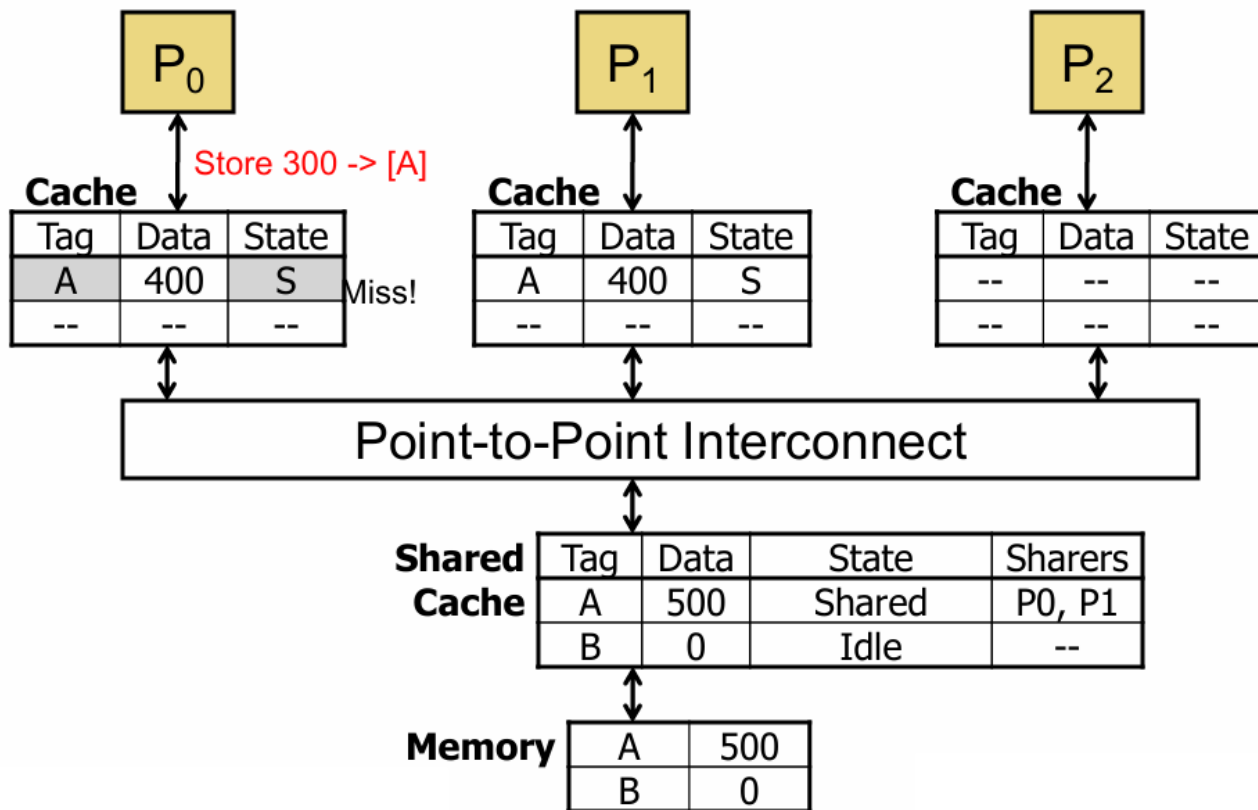 P0 P1 P2
Store 300 -> [A]
Cache Cache Cache
Tag Data State Tag Data State Tag Data State
A 400 S Miss! A 400 S -- -- --
-- -- -- -- -- -- -- -- --
Point-to-Point Interconnect
Shared Tag Data State Sharers
Cache A 500 Shared P0, P1
B 0 Idle --
Memory A 500
B 0